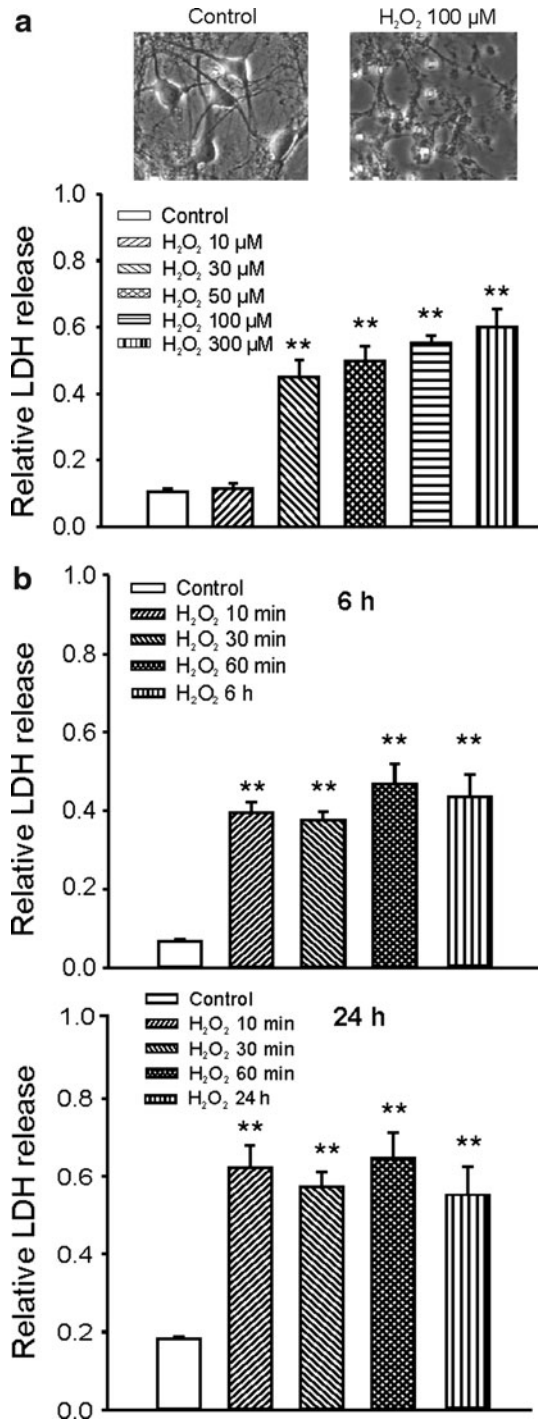 a
Control
H₂O₂ 100 µM
Relative LDH release
1.0
0.8
0.6
0.4
0.2
0.0
Control
H₂O₂ 10 µM
H₂O₂ 30 µM
H₂O₂ 50 µM
H₂O₂ 100 µM
H₂O₂ 300 µM
**
**
**
**
b
6 h
Relative LDH release
1.0
0.8
0.6
0.4
0.2
0.0
Control
H₂O₂ 10 min
H₂O₂ 30 min
H₂O₂ 60 min
H₂O₂ 6 h
**
**
**
**
24 h
Relative LDH release
1.0
0.8
0.6
0.4
0.2
0.0
Control
H₂O₂ 10 min
H₂O₂ 30 min
H₂O₂ 60 min
H₂O₂ 24 h
**
**
**
**